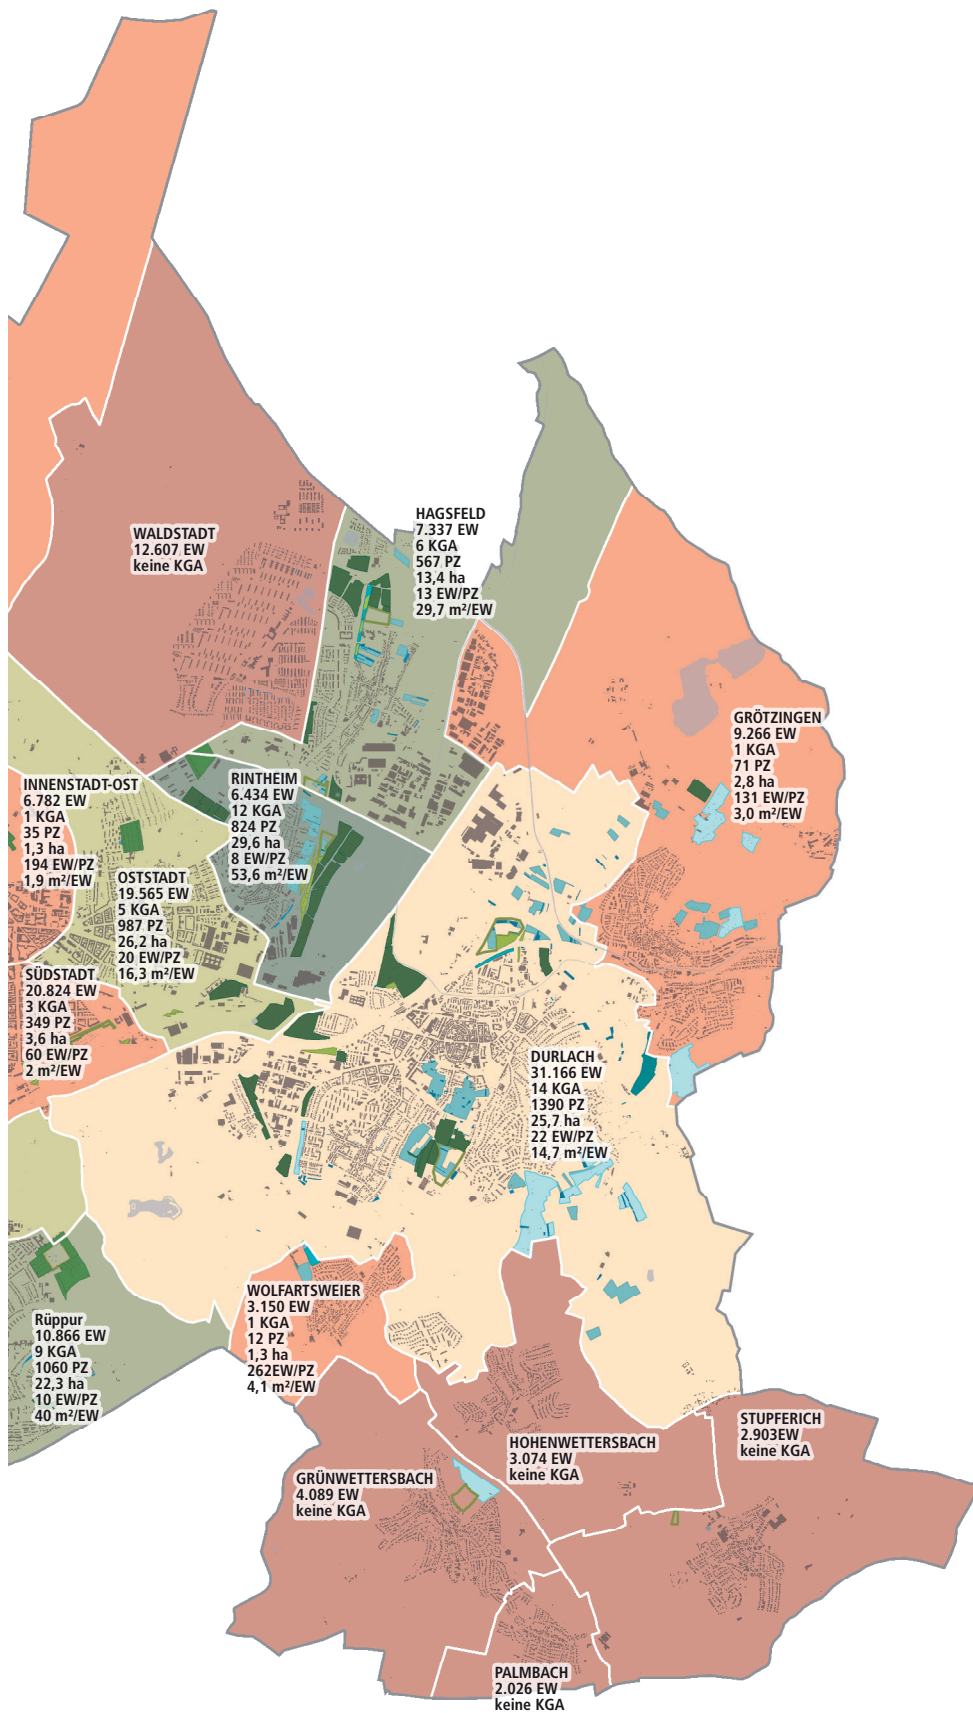 HAGSFELD
7.337 EW
6 KGA
567 PZ
13,4 ha
13 EW/PZ
29,7 m²/EW
WALDSTADT
12.607 EW
keine KGA
GRÖTZINGEN
9.266 EW
1 KGA
71 PZ
2,8 ha
131 EW/PZ
3,0 m²/EW
INNENSTADT-OST
6.782 EW
1 KGA
35 PZ
1,3 ha
194 EW/PZ
1,9 m²/EW
RINTHEIM
6.434 EW
12 KGA
824 PZ
29,6 ha
8 EW/PZ
53,6 m²/EW
OSTSTADT
19.565 EW
5 KGA
987 PZ
26,2 ha
20 EW/PZ
16,3 m²/EW
SÜDSTADT
20.824 EW
3 KGA
349 PZ
3,6 ha
60 EW/PZ
2 m²/EW
DURLACH
31.166 EW
14 KGA
1390 PZ
25,7 ha
22 EW/PZ
14,7 m²/EW
WOLFARTSWEIER
3.150 EW
1 KGA
12 PZ
1,3 ha
262EW/PZ
4,1 m²/EW
Rüppur
10.866 EW
9 KGA
1060 PZ
22,3 ha
10 EW/PZ
40 m²/EW
STUPFERICH
2.903EW
keine KGA
HOHENWETTERSBACH
3.074 EW
keine KGA
GRÜNWETTERSBACH
4.089 EW
keine KGA
PALMBACH
2.026 EW
keine KGA